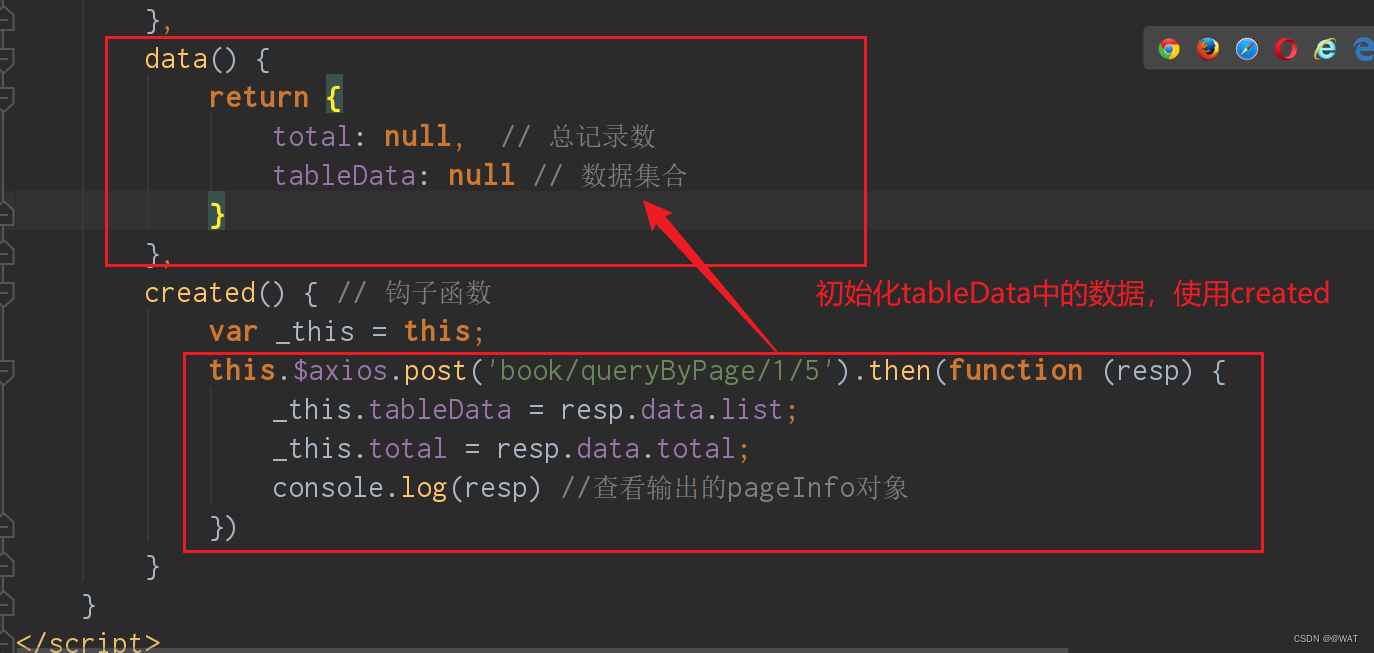 },
data() {
return {
total: null, // 总记录数
tableData: null // 数据集合
}
},
created() { // 钩子函数
初始化tableData中的数据，使用created
var _this = this;
this.$axios.post('book/queryByPage/1/5').then(function (resp) {
_this.tableData = resp.data.list;
_this.total = resp.data.total;
console.log(resp) //查看输出的pageInfo对象
})
}
}
</script>
CSDN @@WAT